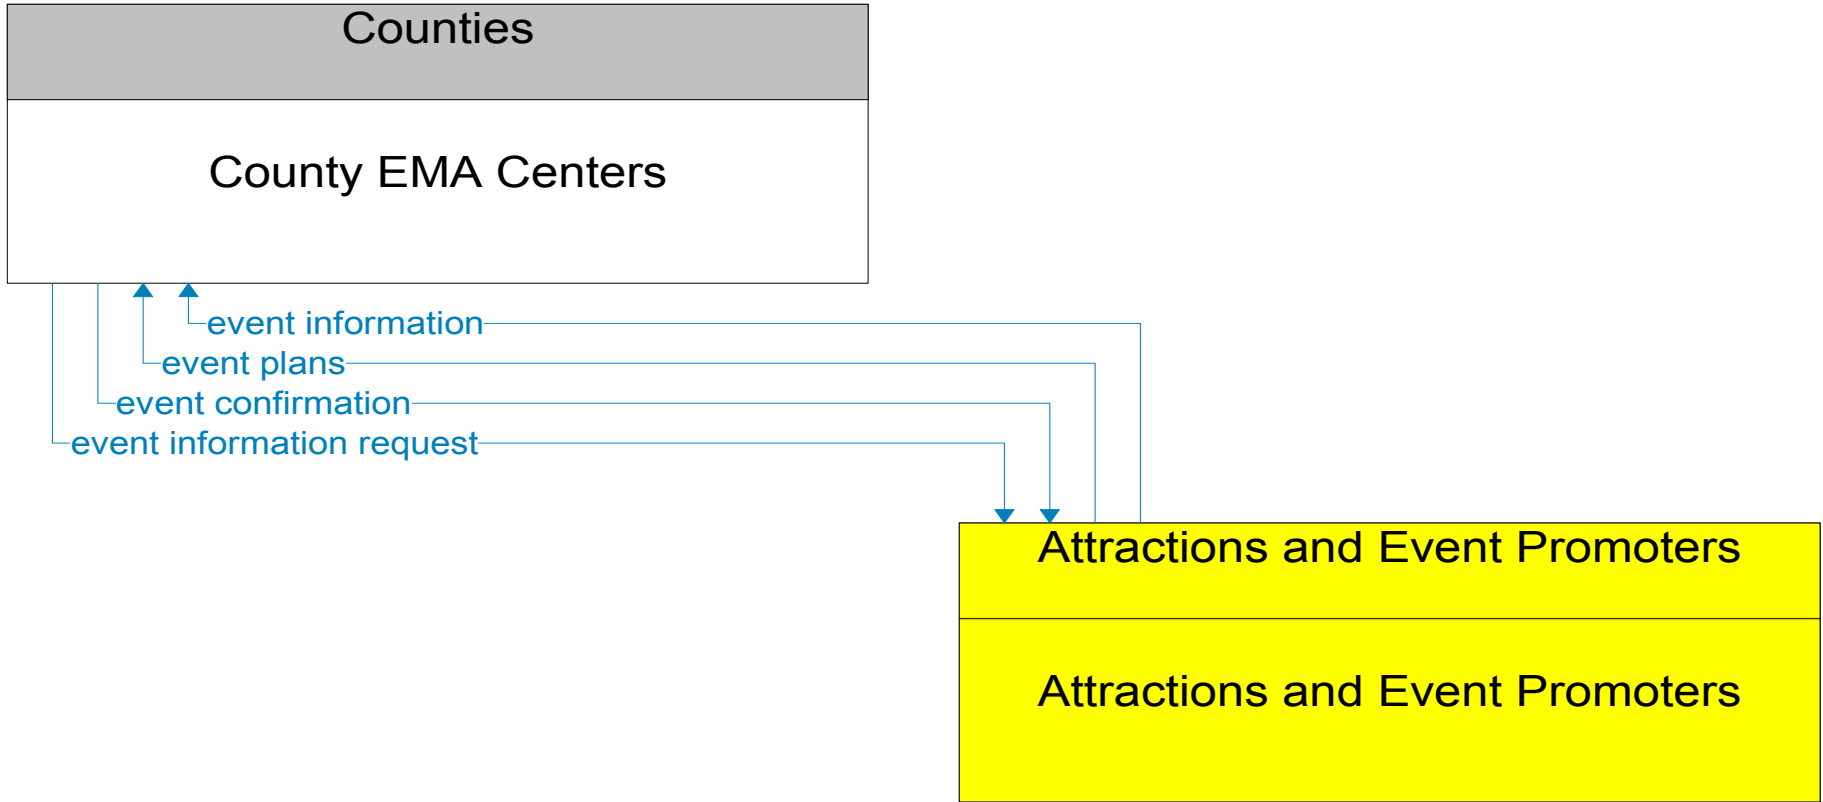 Counties
County EMA Centers
event information
event plans
event confirmation
event information request
Attractions and Event Promoters
Attractions and Event Promoters